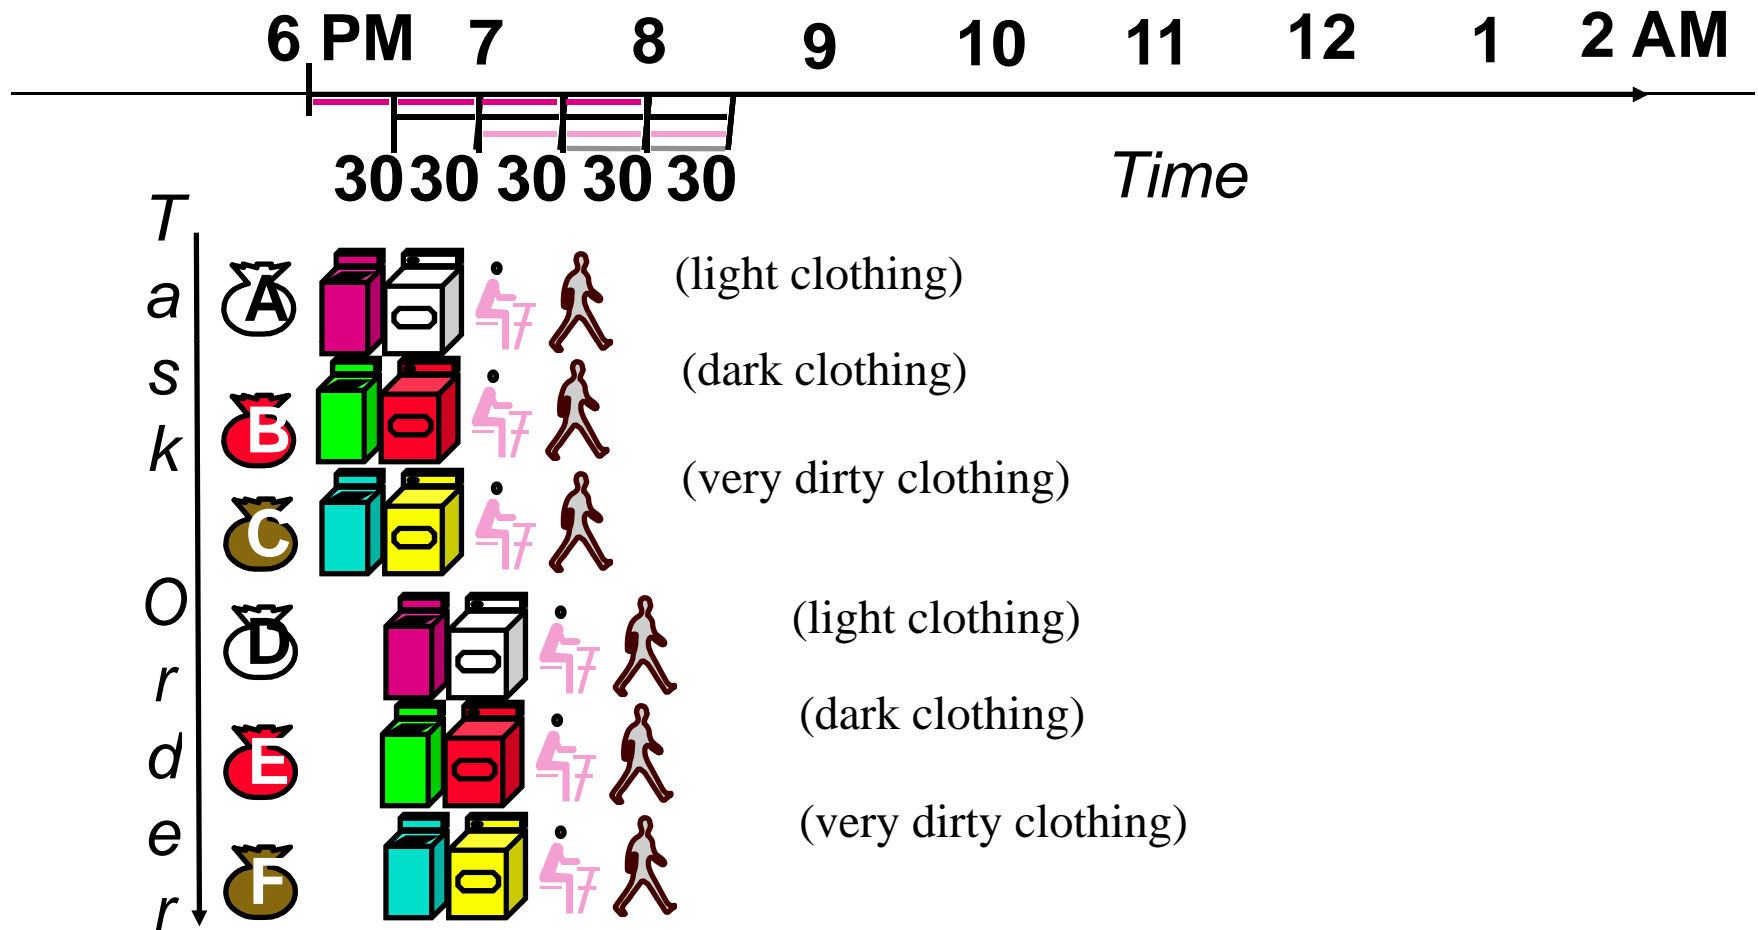 6 PM 7 8 9 10 11 12 1 2 AM
30 30 30 30 30
Time
Task Order
A (light clothing)
B (dark clothing)
C (very dirty clothing)
D (light clothing)
E (dark clothing)
F (very dirty clothing)